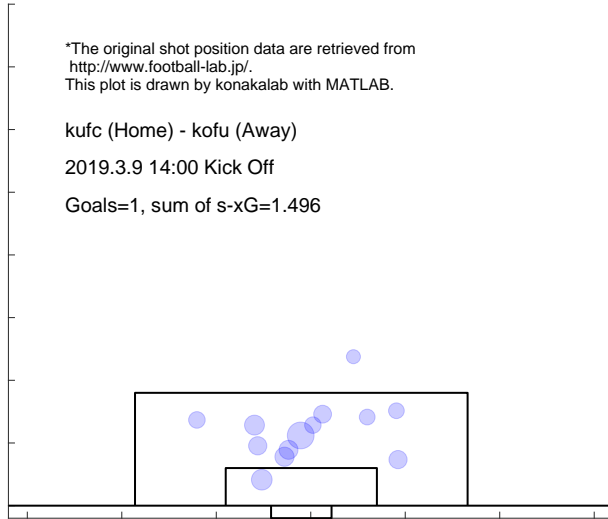 *The original shot position data are retrieved from
http://www.football-lab.jp/.
This plot is drawn by konakalab with MATLAB.
kufc (Home) - kofu (Away)
2019.3.9 14:00 Kick Off
Goals=1, sum of s-xG=1.496